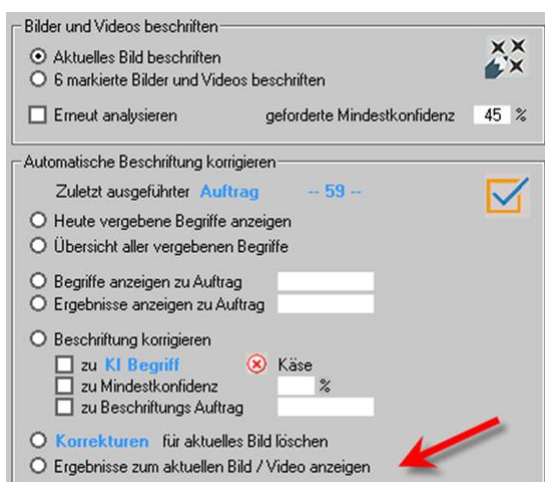 Bilder und Videos beschriften
Aktuelles Bild beschriften
6 markierte Bilder und Videos beschriften
Erneut analysieren geforderte Mindestkonfidenz 45 %
Automatische Beschriftung korrigieren
Zuletzt ausgeführter Auftrag -- 59 --
Heute vergebene Begriffe anzeigen
Übersicht aller vergebenen Begriffe
Begriffe anzeigen zu Auftrag
Ergebnisse anzeigen zu Auftrag
Beschriftung korrigieren
zu KI Begriff Käse
zu Mindestkonfidenz %
zu Beschriftungs Auftrag
Korrekturen für aktuelles Bild löschen
Ergebnisse zum aktuellen Bild / Video anzeigen